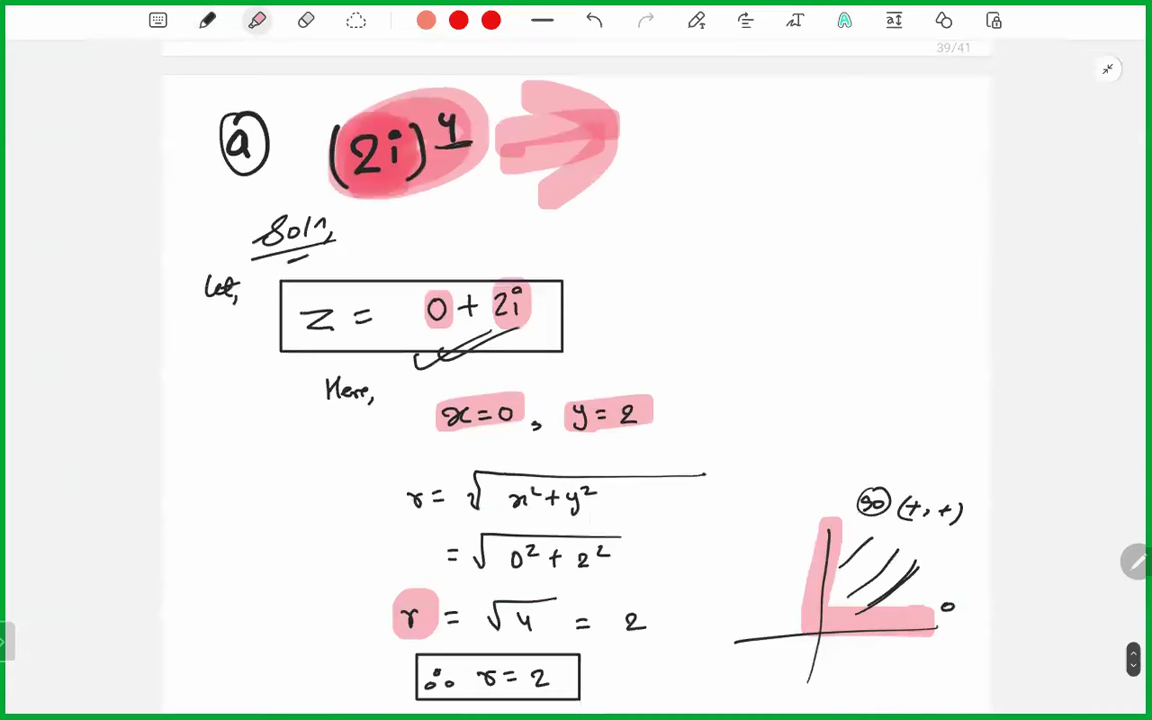 39/41
ⓐ (2i)⁴
Soln,
Let,
Z = 0 + 2i
Here,
x = 0 , y = 2
r = √x² + y²
= √0² + 2²
90 (+, +)
0
r = √4 = 2
∴ r = 2